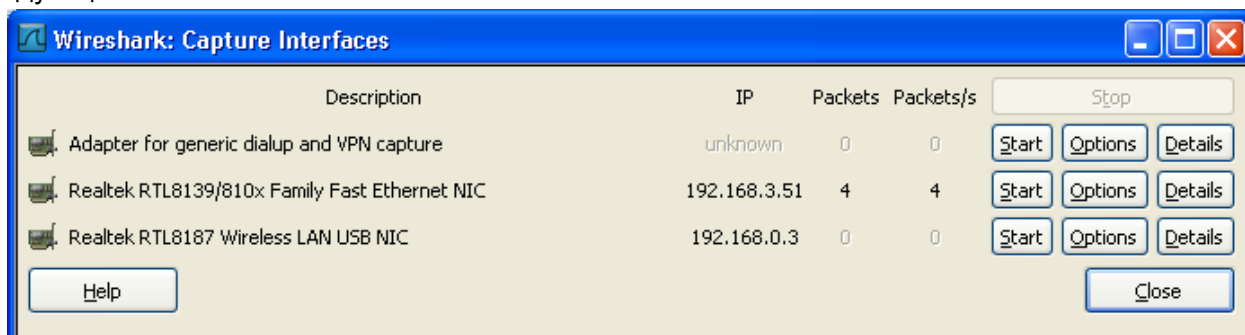 Wireshark: Capture Interfaces
Description IP Packets Packets/s Stop
Adapter for generic dialup and VPN capture unknown 0 0 Start Options Details
Realtek RTL8139/810x Family Fast Ethernet NIC 192.168.3.51 4 4 Start Options Details
Realtek RTL8187 Wireless LAN USB NIC 192.168.0.3 0 0 Start Options Details
Help Close